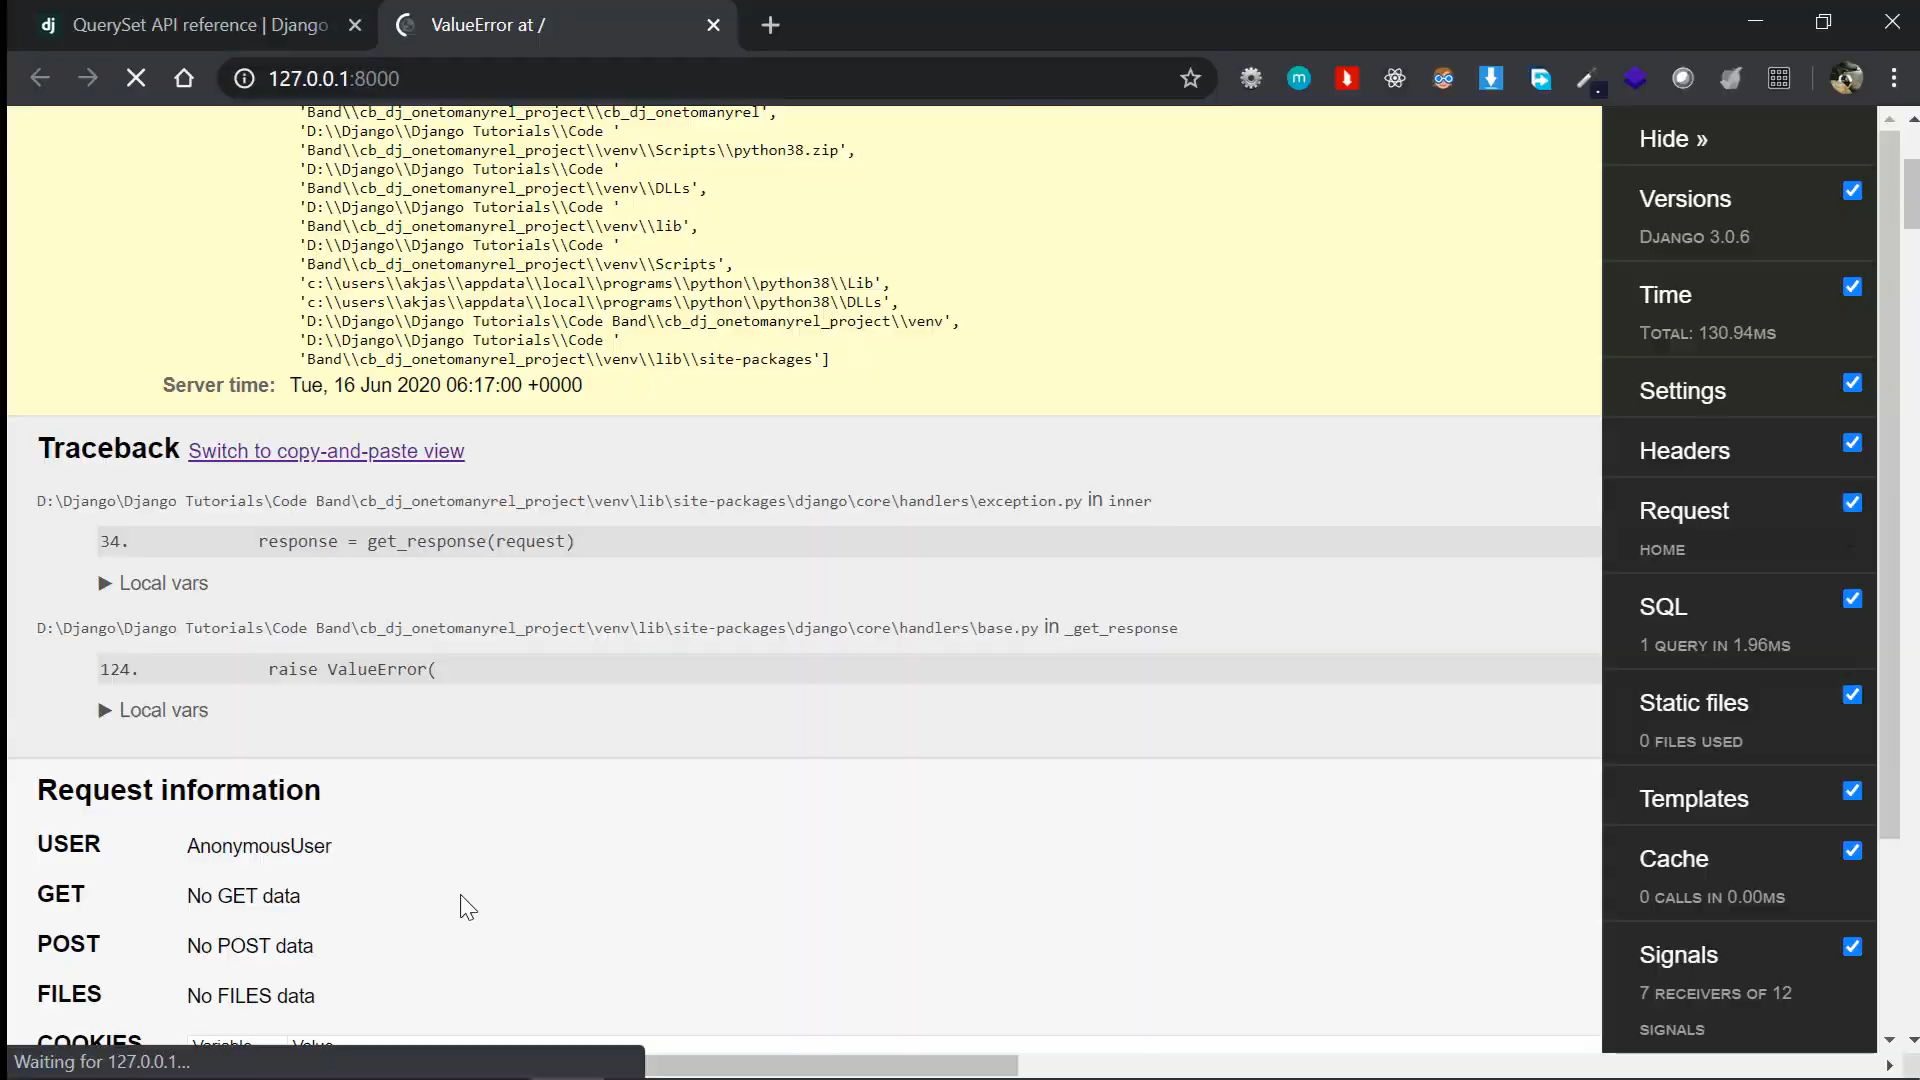 QuerySet API reference | Django
ValueError at /
127.0.0.1:8000
'Band\\cb_dj_onetomanyrel_project\\cb_dj_onetomanyrel',
'D:\\Django\\Django Tutorials\\Code '
'Band\\cb_dj_onetomanyrel_project\\venv\\Scripts\\python38.zip',
'D:\\Django\\Django Tutorials\\Code '
'Band\\cb_dj_onetomanyrel_project\\venv\\DLLs',
'D:\\Django\\Django Tutorials\\Code '
'Band\\cb_dj_onetomanyrel_project\\venv\\lib',
'D:\\Django\\Django Tutorials\\Code '
'Band\\cb_dj_onetomanyrel_project\\venv\\Scripts',
'c:\\users\\akjas\\appdata\\local\\programs\\python\\python38\\Lib',
'c:\\users\\akjas\\appdata\\local\\programs\\python\\python38\\DLLs',
'D:\\Django\\Django Tutorials\\Code Band\\cb_dj_onetomanyrel_project\\venv',
'D:\\Django\\Django Tutorials\\Code '
'Band\\cb_dj_onetomanyrel_project\\venv\\lib\\site-packages']
Server time: Tue, 16 Jun 2020 06:17:00 +0000
Traceback Switch to copy-and-paste view
D:\Django\Django Tutorials\Code Band\cb_dj_onetomanyrel_project\venv\lib\site-packages\django\core\handlers\exception.py in inner
34. response = get_response(request)
▶ Local vars
D:\Django\Django Tutorials\Code Band\cb_dj_onetomanyrel_project\venv\lib\site-packages\django\core\handlers\base.py in _get_response
124. raise ValueError(
▶ Local vars
Request information
USER AnonymousUser
GET No GET data
POST No POST data
FILES No FILES data
COOKIES Variable Value
Waiting for 127.0.0.1...
Hide »
Versions
DJANGO 3.0.6
Time
TOTAL: 130.94MS
Settings
Headers
Request
HOME
SQL
1 QUERY IN 1.96MS
Static files
0 FILES USED
Templates
Cache
0 CALLS IN 0.00MS
Signals
7 RECEIVERS OF 12
SIGNALS